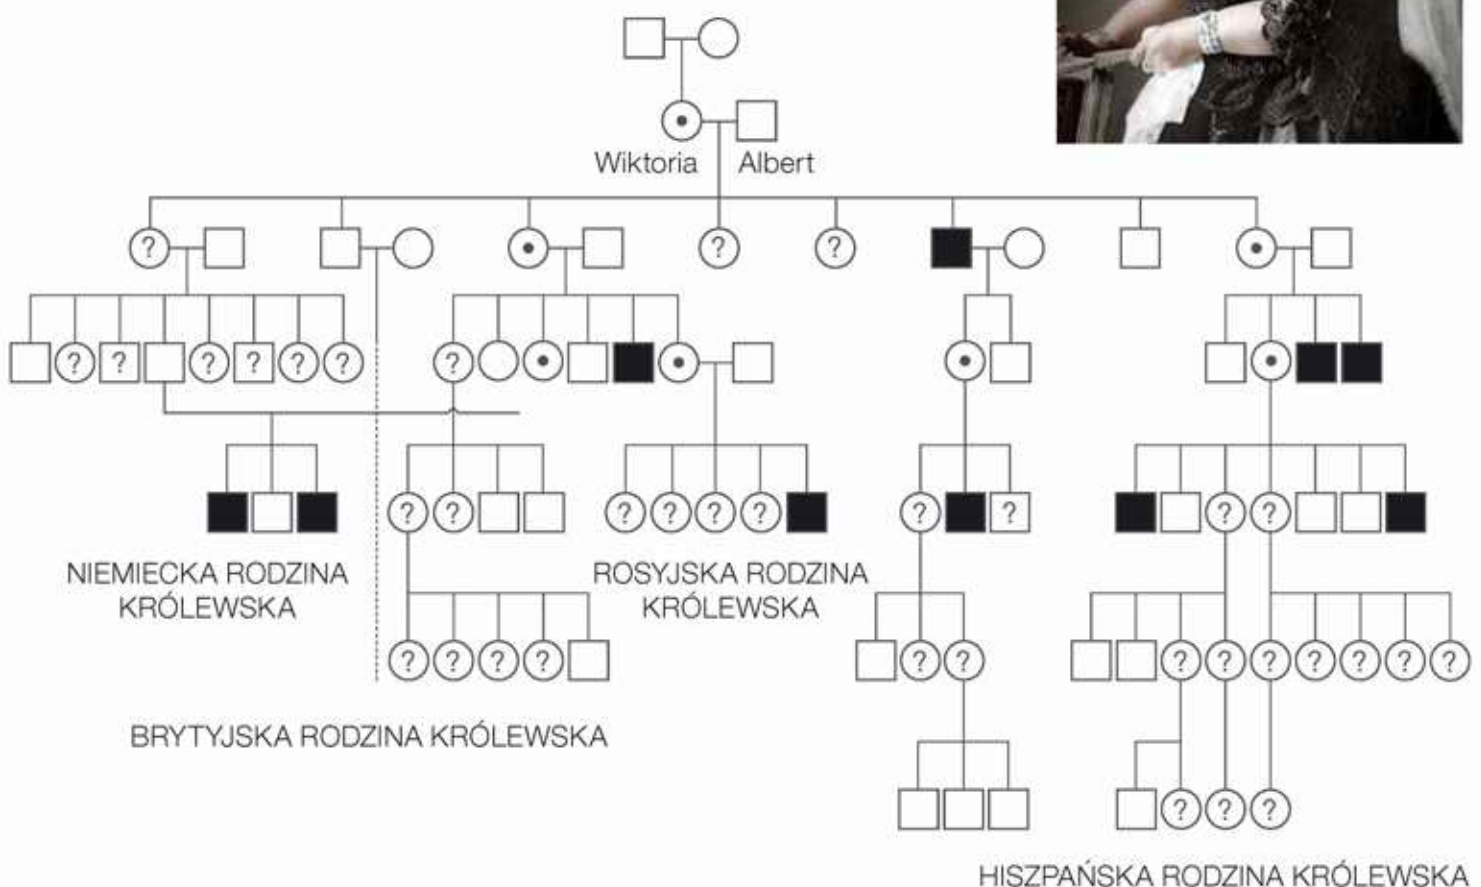 Wiktoria Albert
? ? ? ?
? ? ? ? ? ? ?
? ? ? ? ? ? ? ? ? ?
NIEMIECKA RODZINA
KRÓLEWSKA
ROSYJSKA RODZINA
KRÓLEWSKA
? ? ? ? ? ? ? ? ? ? ? ? ?
BRYTYJSKA RODZINA KRÓLEWSKA
? ? ?
HISZPAŃSKA RODZINA KRÓLEWSKA